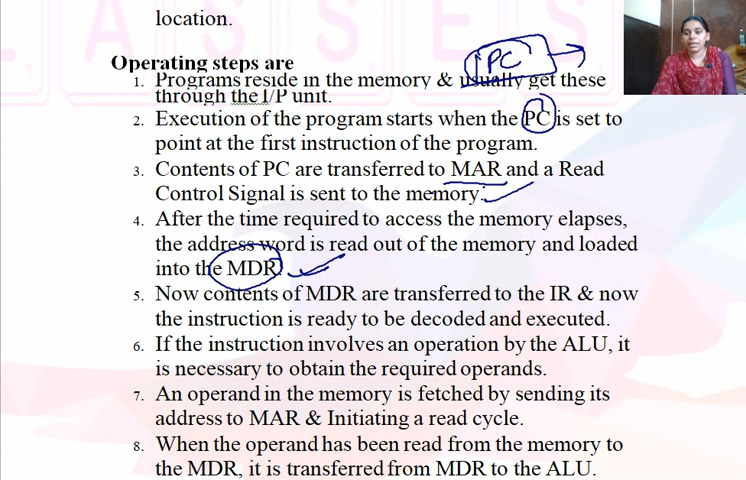 location.
Operating steps are
PC
1. Programs reside in the memory & usually get these
through the I/P unit.
2. Execution of the program starts when the PC is set to
point at the first instruction of the program.
3. Contents of PC are transferred to MAR and a Read
Control Signal is sent to the memory.
4. After the time required to access the memory elapses,
the address word is read out of the memory and loaded
into the MDR.
5. Now contents of MDR are transferred to the IR & now
the instruction is ready to be decoded and executed.
6. If the instruction involves an operation by the ALU, it
is necessary to obtain the required operands.
7. An operand in the memory is fetched by sending its
address to MAR & Initiating a read cycle.
8. When the operand has been read from the memory to
the MDR, it is transferred from MDR to the ALU.